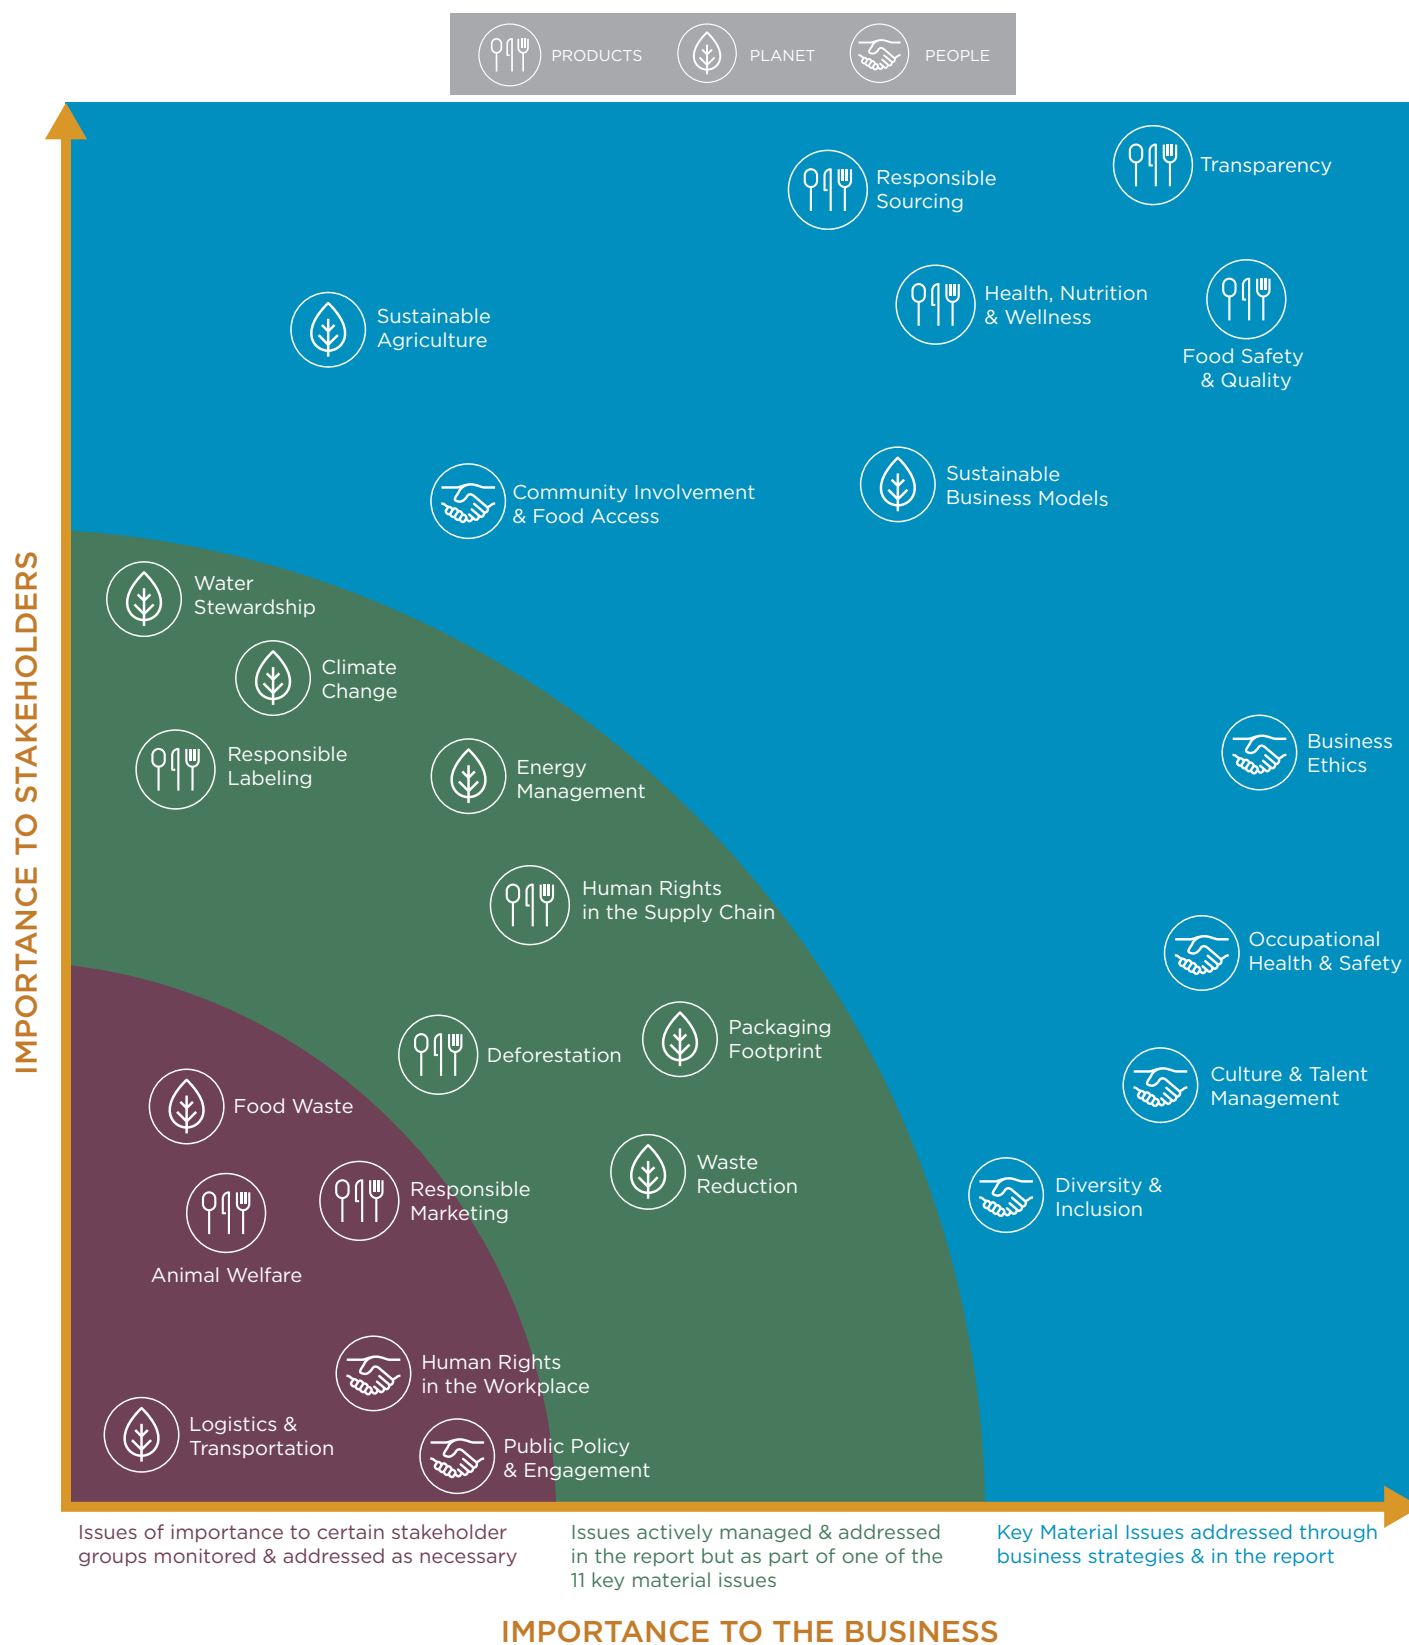 PRODUCTS
PLANET
PEOPLE
Transparency
Responsible
Sourcing
Health, Nutrition
& Wellness
Food Safety
& Quality
Sustainable
Agriculture
Sustainable
Business Models
Community Involvement
& Food Access
Water
Stewardship
Climate
Change
Responsible
Labeling
Energy
Management
Business
Ethics
Human Rights
in the Supply Chain
Occupational
Health & Safety
Deforestation
Packaging
Footprint
Culture & Talent
Management
Food Waste
Waste
Reduction
Diversity &
Inclusion
Responsible
Marketing
Animal Welfare
Human Rights
in the Workplace
Logistics &
Transportation
Public Policy
& Engagement
IMPORTANCE TO STAKEHOLDERS
Issues of importance to certain stakeholder
groups monitored & addressed as necessary
Issues actively managed & addressed
in the report but as part of one of the
11 key material issues
Key Material Issues addressed through
business strategies & in the report
IMPORTANCE TO THE BUSINESS